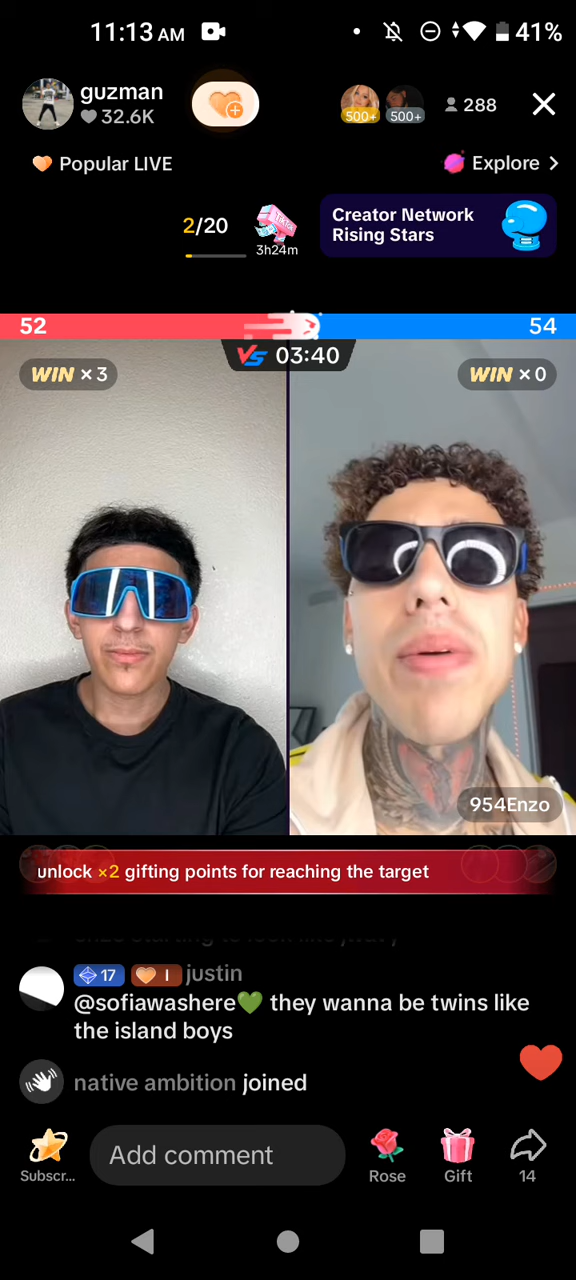 11:13 AM
41%
guzman
32.6K
500+
500+
288
Popular LIVE
Explore
2/20
TikTok
3h24m
Creator Network
Rising Stars
52
54
VS 03:40
WIN × 3
WIN × 0
954Enzo
unlock ×2 gifting points for reaching the target
17
I
justin
@sofiawashere💚 they wanna be twins like
the island boys
native ambition joined
Add comment
Subscr...
Rose
Gift
14